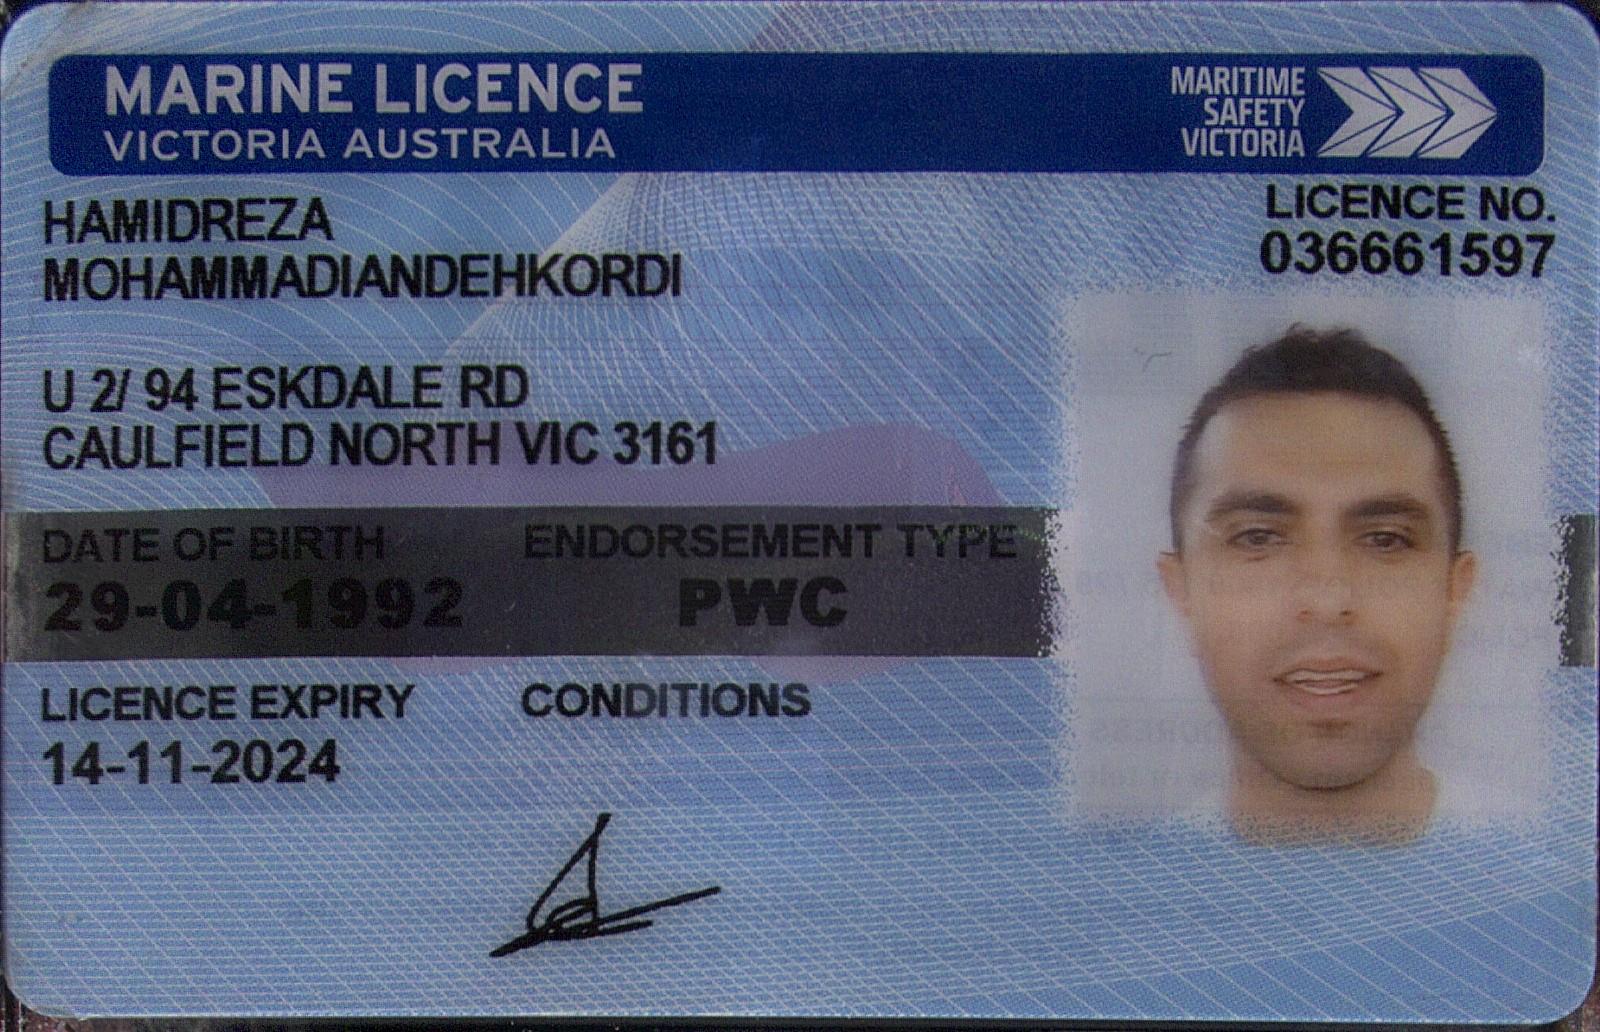 MARINE LICENCE
VICTORIA AUSTRALIA
MARITIME
SAFETY
VICTORIA
LICENCE NO.
036661597
HAMIDREZA
MOHAMMADIANDEHKORDI
U 2/ 94 ESKDALE RD
CAULFIELD NORTH VIC 3161
DATE OF BIRTH ENDORSEMENT TYPE
29-04-1992 PWC
LICENCE EXPIRY CONDITIONS
14-11-2024